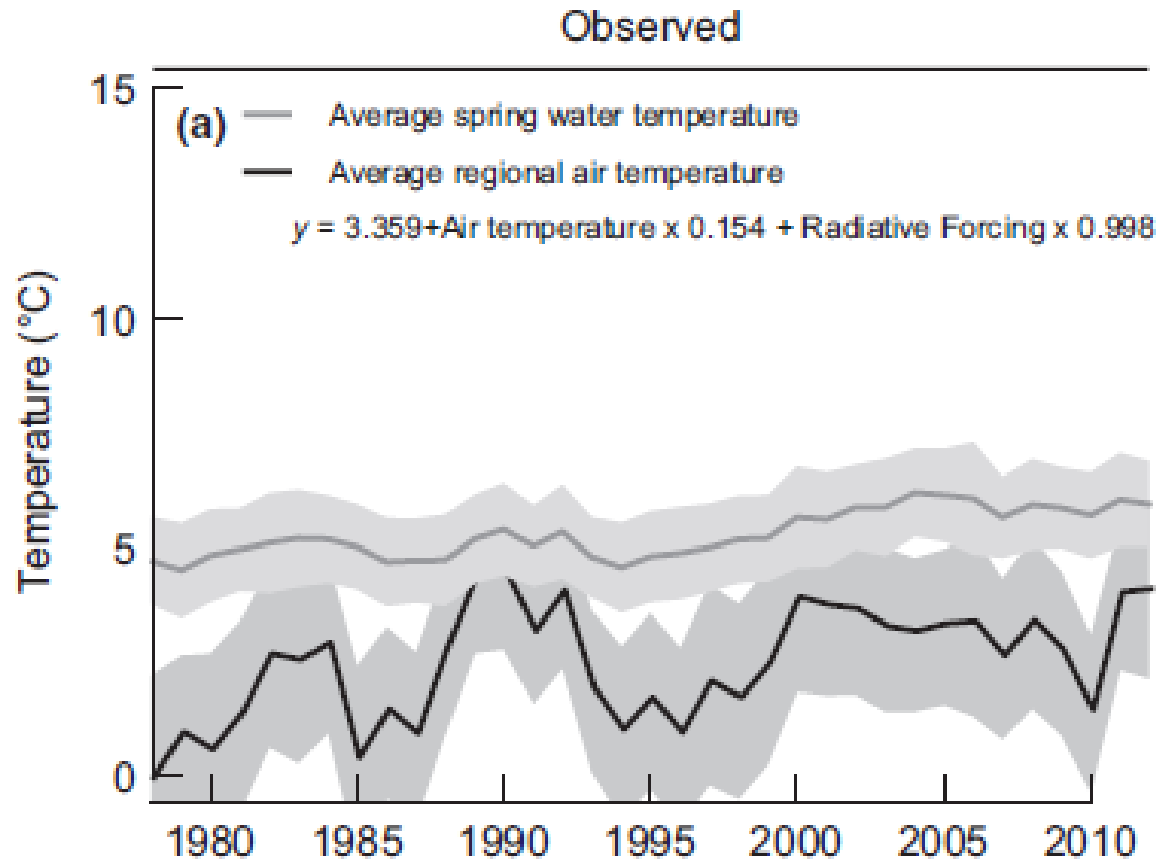 Observed
(a)
Average spring water temperature
Average regional air temperature
y = 3.359+Air temperature x 0.154 + Radiative Forcing x 0.998
Temperature (°C)
15
10
5
0
1980 1985 1990 1995 2000 2005 2010